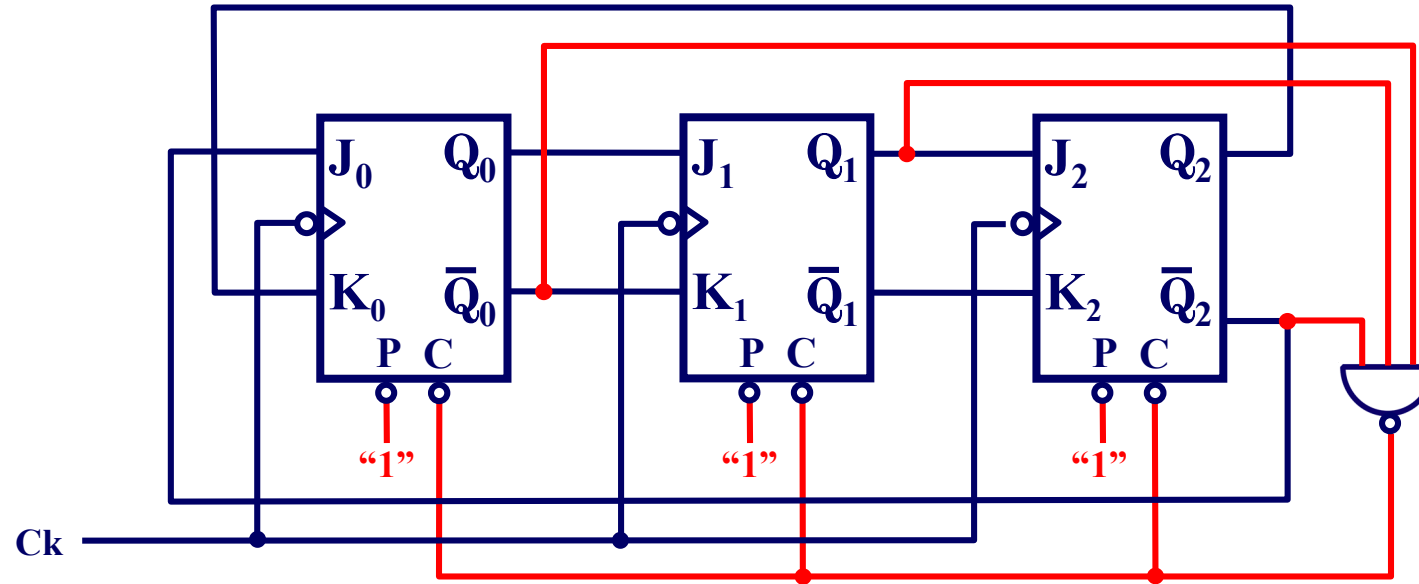 J₀ Q₀ J₁ Q₁ J₂ Q₂
K₀ Q̅₀ K₁ Q̅₁ K₂ Q̅₂
P C P C P C
“1” “1” “1”
Ck